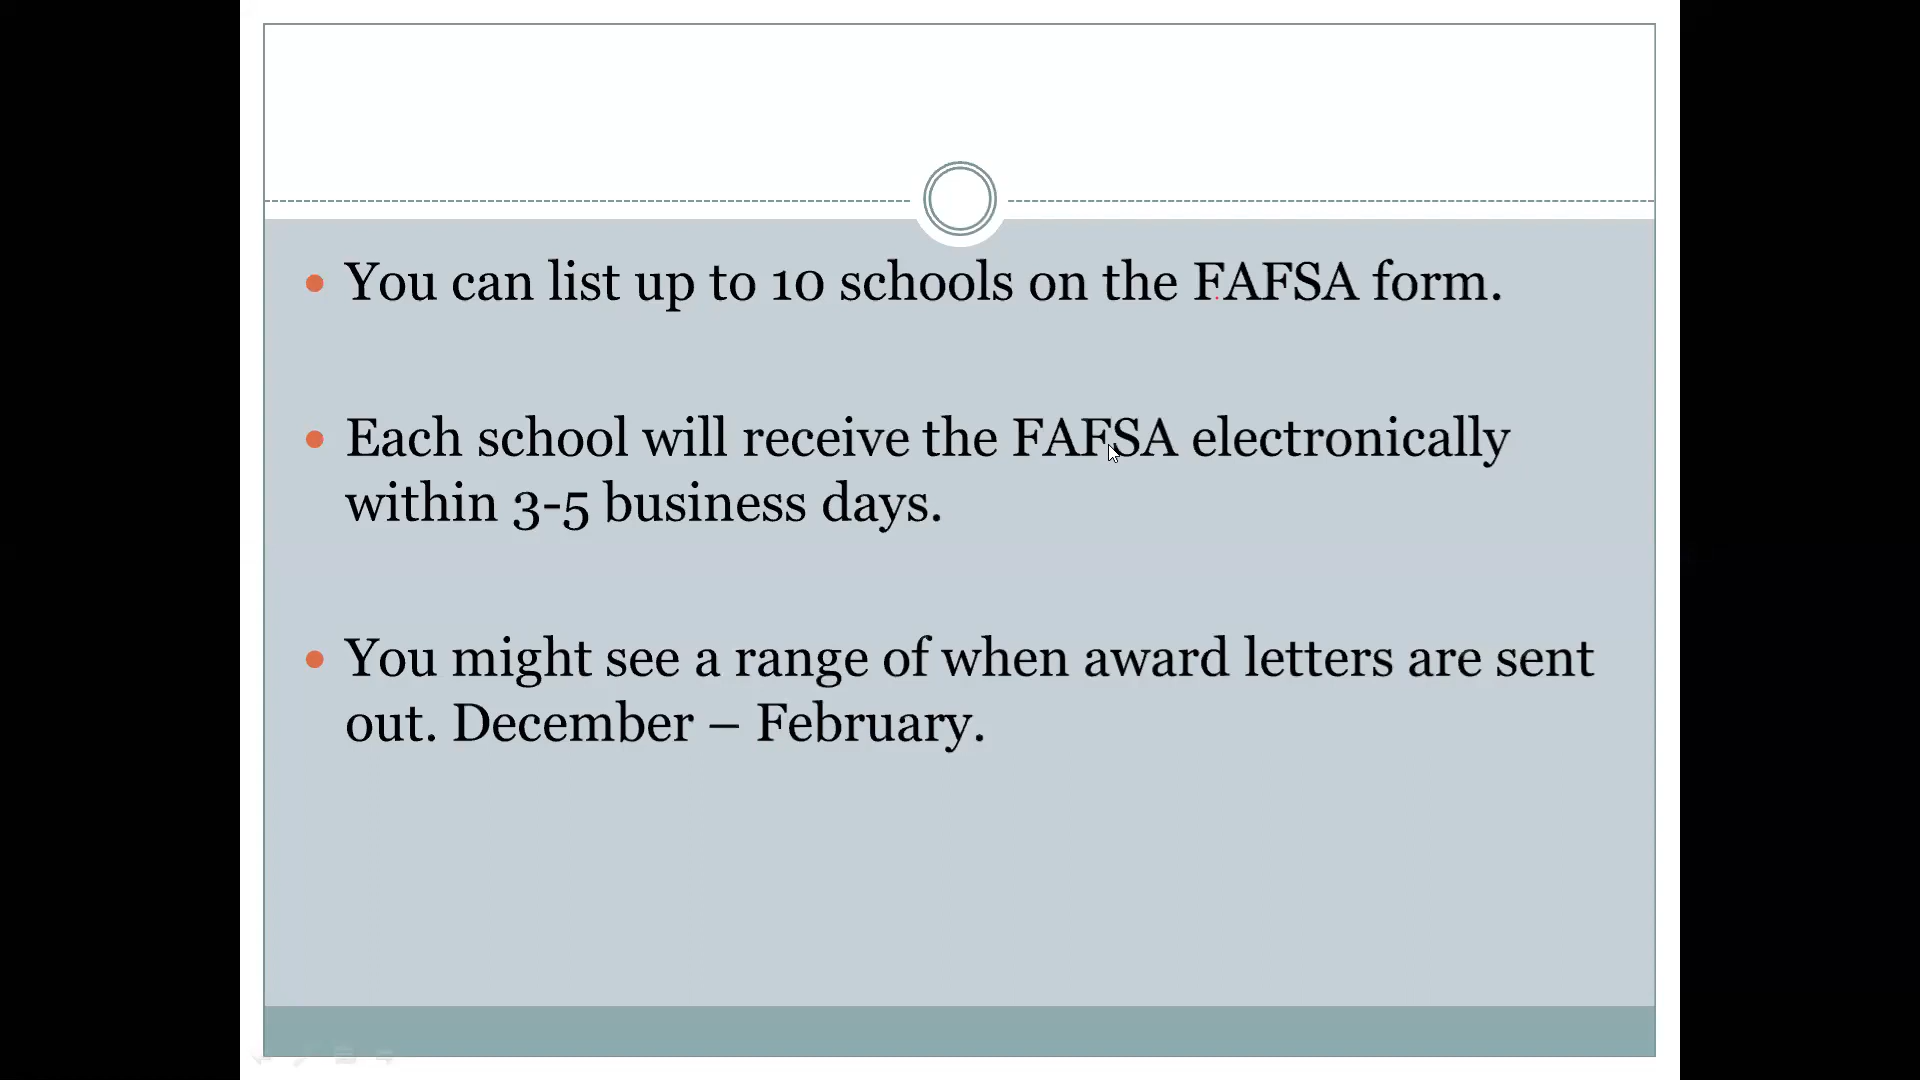 You can list up to 10 schools on the FAFSA form.
Each school will receive the FAFSA electronically
within 3-5 business days.
You might see a range of when award letters are sent
out. December – February.